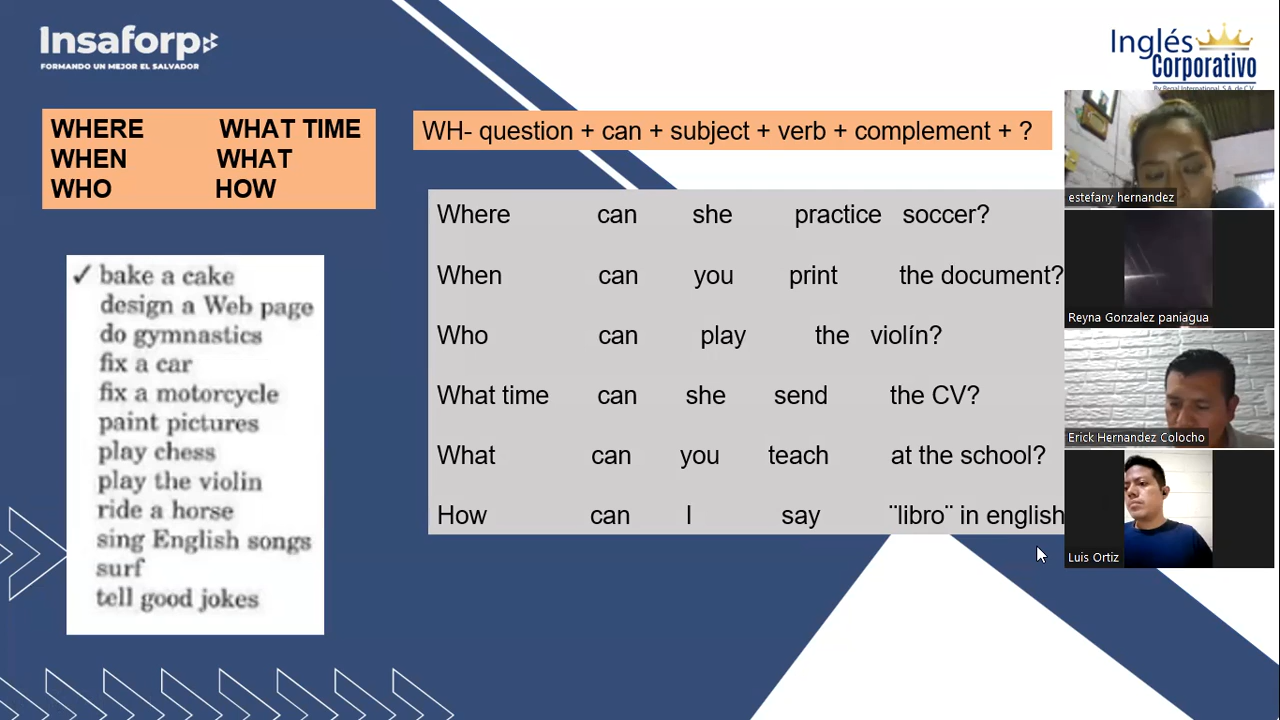 Insaforp
FORMANDO UN MEJOR EL SALVADOR
Inglés
Corporativo
By Regal International, S.A. de C.V.
WHERE WHAT TIME
WHEN WHAT
WHO HOW
WH- question + can + subject + verb + complement + ?
✓ bake a cake
design a Web page
do gymnastics
fix a car
fix a motorcycle
paint pictures
play chess
play the violin
ride a horse
sing English songs
surf
tell good jokes
Where can she practice soccer?
When can you print the document?
Who can play the violín?
What time can she send the CV?
What can you teach at the school?
How can I say ¨libro¨ in english
estefany hernandez
Reyna Gonzalez paniagua
Erick Hernandez Colocho
Luis Ortiz